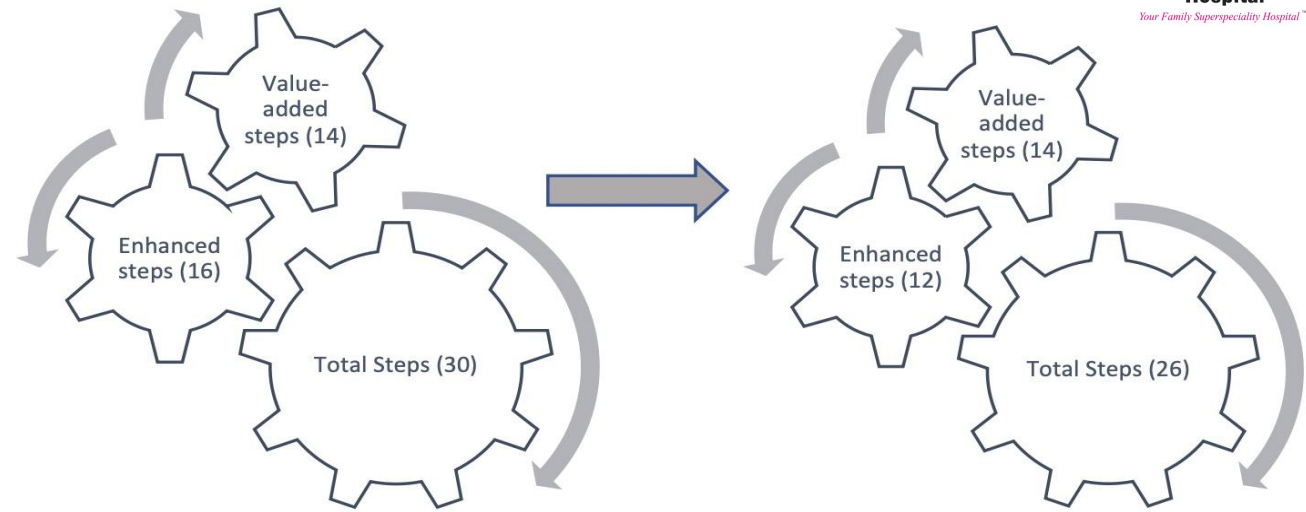 Hospital
Your Family Superspeciality Hospital™
Value-
added
steps (14)
Enhanced
steps (16)
Total Steps (30)
Value-
added
steps (14)
Enhanced
steps (12)
Total Steps (26)